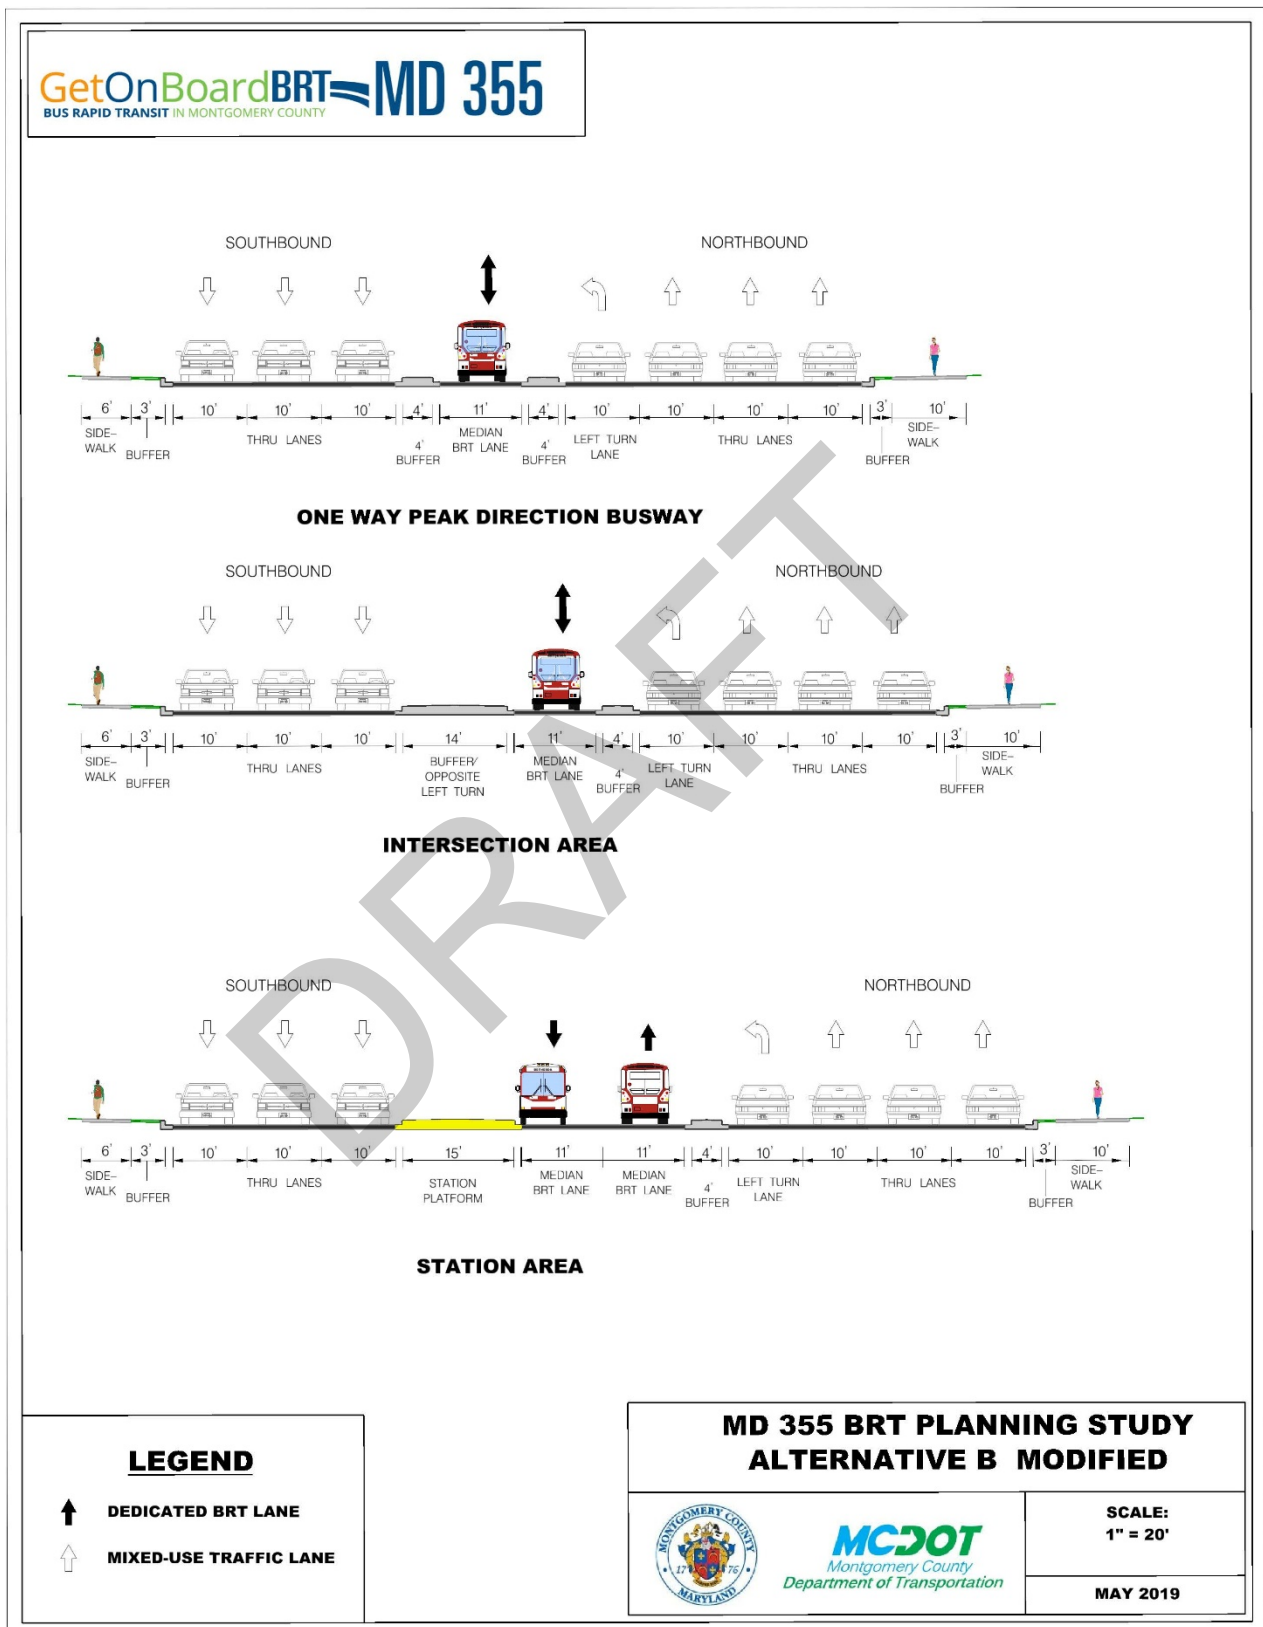 GetOnBoardBRT MD 355
BUS RAPID TRANSIT IN MONTGOMERY COUNTY
SOUTHBOUND NORTHBOUND
6' 3' 10' 10' 10' 4' 11' 4' 10' 10' 10' 10' 3' 10'
SIDE-WALK BUFFER THRU LANES 4' BUFFER MEDIAN BRT LANE 4' BUFFER LEFT TURN LANE THRU LANES BUFFER SIDE-WALK
ONE WAY PEAK DIRECTION BUSWAY
SOUTHBOUND NORTHBOUND
6' 3' 10' 10' 10' 14' 11' 4' 10' 10' 10' 10' 3' 10'
SIDE-WALK BUFFER THRU LANES BUFFER/ OPPOSITE LEFT TURN MEDIAN BRT LANE 4' BUFFER LEFT TURN LANE THRU LANES BUFFER SIDE-WALK
INTERSECTION AREA
SOUTHBOUND NORTHBOUND
6' 3' 10' 10' 10' 15' 11' 11' 4' 10' 10' 10' 10' 3' 10'
SIDE-WALK BUFFER THRU LANES STATION PLATFORM MEDIAN BRT LANE MEDIAN BRT LANE 4' BUFFER LEFT TURN LANE THRU LANES BUFFER SIDE-WALK
STATION AREA
DRAFT
LEGEND
DEDICATED BRT LANE
MIXED-USE TRAFFIC LANE
MD 355 BRT PLANNING STUDY
ALTERNATIVE B MODIFIED
MONTGOMERY COUNTY
17 76
MARYLAND
MCDOT
Montgomery County
Department of Transportation
SCALE:
1" = 20'
MAY 2019